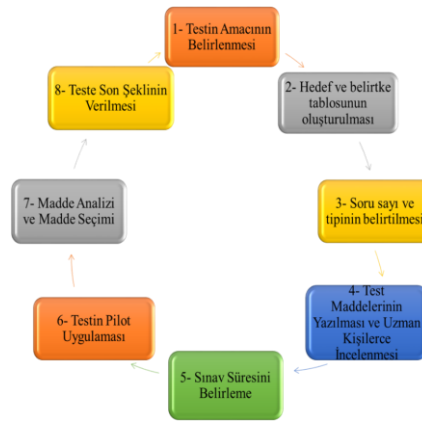 1- Testin Amacının
Belirlenmesi
2- Hedef ve belirtke
tablosunun
oluşturulması
3- Soru sayı ve
tipinin belirtilmesi
4- Test
Maddelerinin
Yazılması ve Uzman
Kişilerce
İncelenmesi
5- Sınav Süresini
Belirleme
6- Testin Pilot
Uygulaması
7- Madde Analizi
ve Madde Seçimi
8- Teste Son Şeklinin
Verilmesi